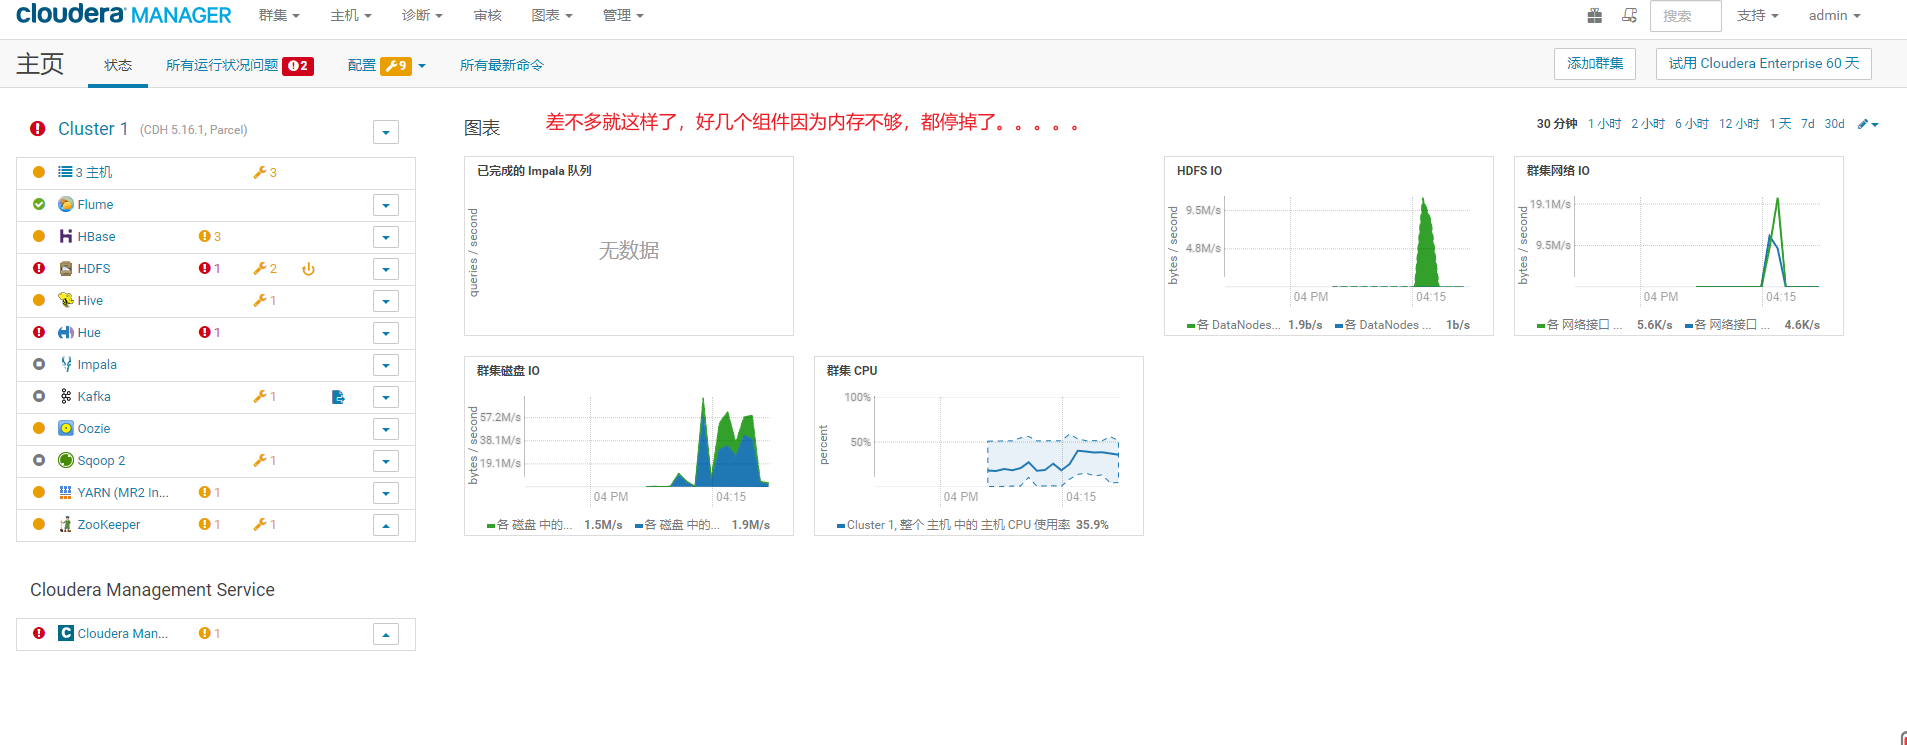 cloudera MANAGER 群集 主机 诊断 审核 图表 管理 搜索 支持 admin
主页 状态 所有运行状况问题 2 配置 9 所有最新命令 添加群集 试用 Cloudera Enterprise 60 天
Cluster 1 (CDH 5.16.1, Parcel)
3 主机 3
Flume
HBase 3
HDFS 1 2
Hive 1
Hue 1
Impala
Kafka 1
Oozie
Sqoop 2 1
YARN (MR2 In... 1
ZooKeeper 1 1
Cloudera Management Service
Cloudera Man... 1
图表 差不多就这样了，好几个组件因为内存不够，都停掉了。。。。。
30 分钟 1 小时 2 小时 6 小时 12 小时 1 天 7d 30d
已完成的 Impala 队列
queries / second
无数据
HDFS IO
bytes / second
9.5M/s
4.8M/s
04 PM 04:15
各 DataNodes... 1.9b/s 各 DataNodes ... 1b/s
群集网络 IO
bytes / second
19.1M/s
9.5M/s
04 PM 04:15
各 网络接口 ... 5.6K/s 各 网络接口 ... 4.6K/s
群集磁盘 IO
bytes / second
57.2M/s
38.1M/s
19.1M/s
04 PM 04:15
各 磁盘 中的... 1.5M/s 各 磁盘 中的... 1.9M/s
群集 CPU
percent
100%
50%
04 PM 04:15
Cluster 1, 整个 主机 中的 主机 CPU 使用率 35.9%